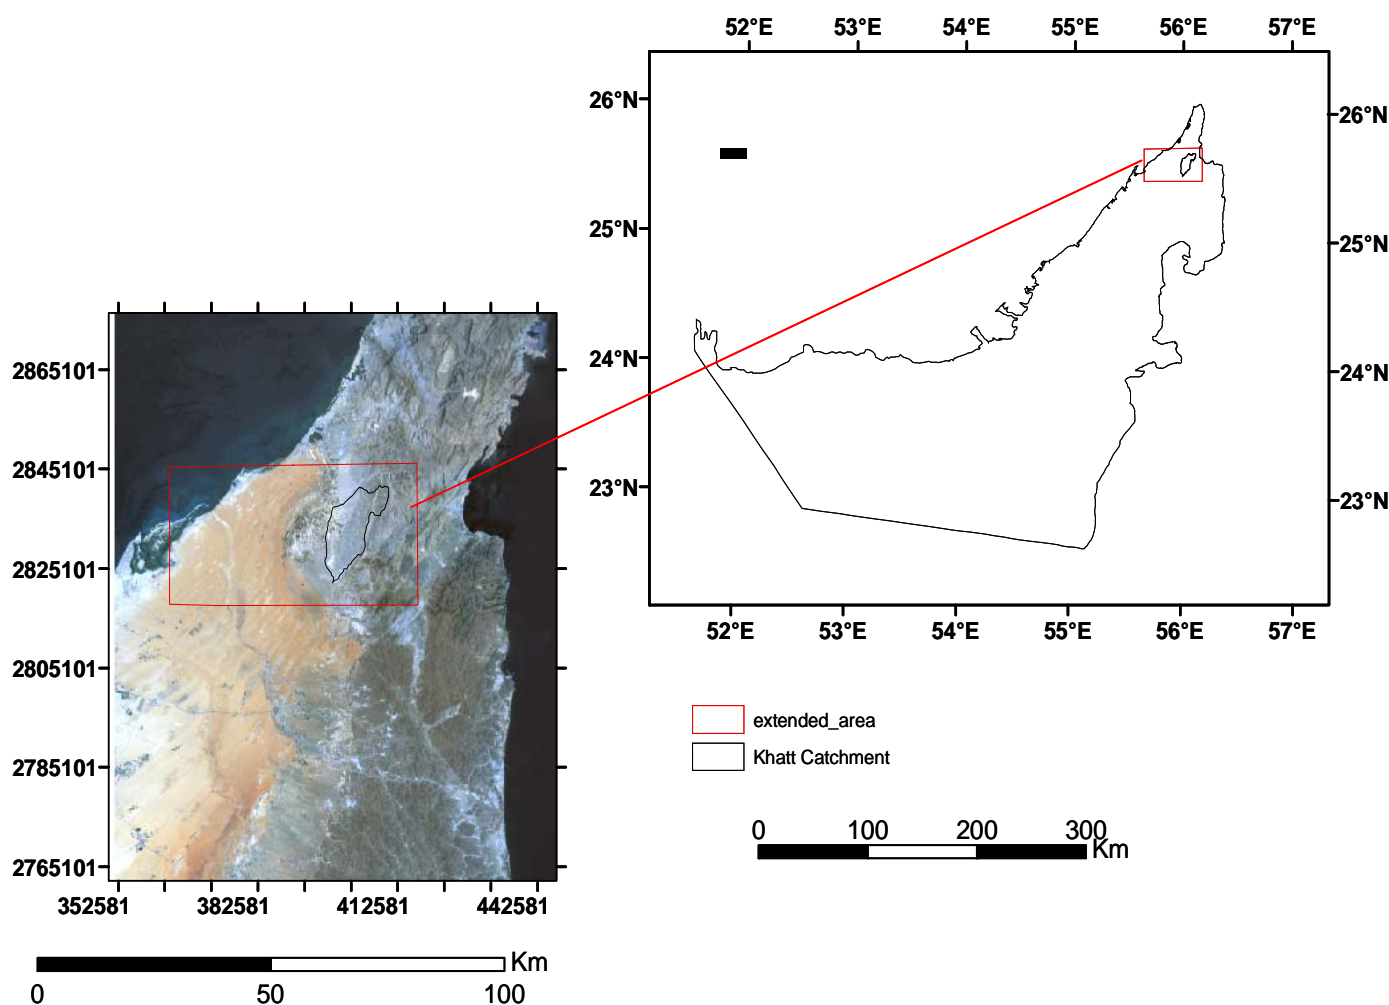 52°E 53°E 54°E 55°E 56°E 57°E
26°N
26°N
25°N
25°N
24°N
24°N
23°N
23°N
52°E 53°E 54°E 55°E 56°E 57°E
2865101
2845101
2825101
2805101
2785101
2765101
352581 382581 412581 442581
Km
0 50 100
extended_area
Khatt Catchment
0 100 200 300
Km